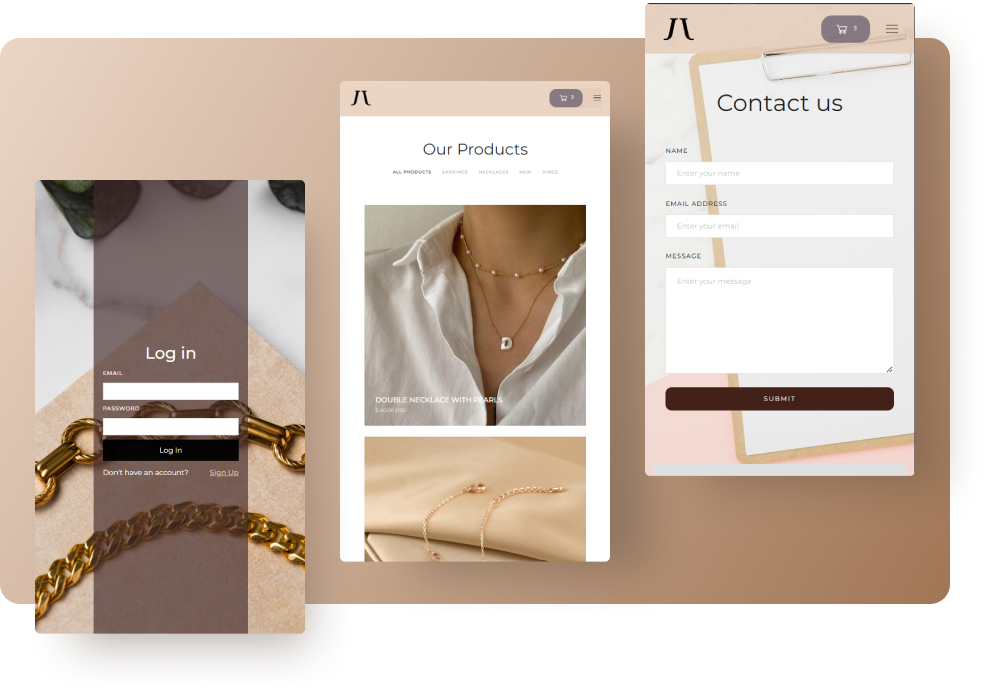 Log in
EMAIL
PASSWORD
Log In
Don't have an account? Sign Up
3
Our Products
ALL PRODUCTS EARRINGS NECKLACES NEW RINGS
D
DOUBLE NECKLACE WITH PEARLS
$ 60.00 USD
3
Contact us
NAME
Enter your name
EMAIL ADDRESS
Enter your email
MESSAGE
Enter your message
SUBMIT